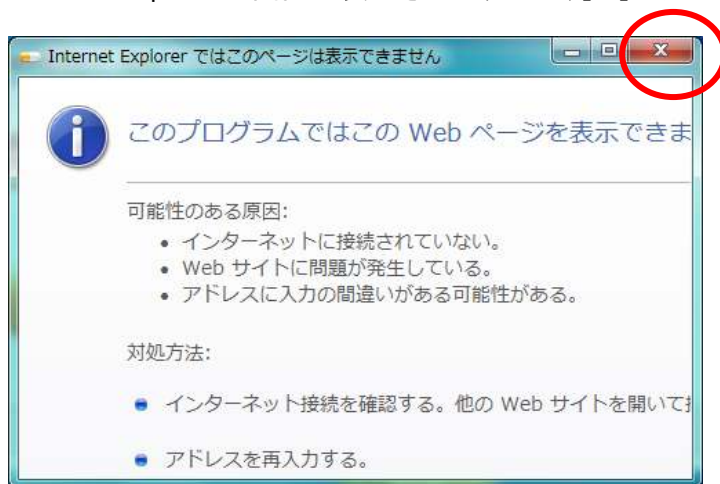 Internet Explorer ではこのページは表示できません
このプログラムではこの Web ページを表示できま
可能性のある原因:
• インターネットに接続されていない。
• Web サイトに問題が発生している。
• アドレスに入力の間違いがある可能性がある。
対処方法:
インターネット接続を確認する。他の Web サイトを開いて
アドレスを再入力する。